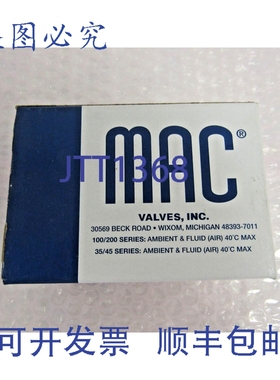 盗图必究
MAC®
JTT1368
VALVES, INC.
30569 BECK ROAD • WIXOM, MICHIGAN 48393-7011
100/200 SERIES: AMBIENT & FLUID (AIR) 40°C MAX
35/45 SERIES: AMBIENT & FLUID (AIR) 40°C MAX
可开发票 顺丰包邮